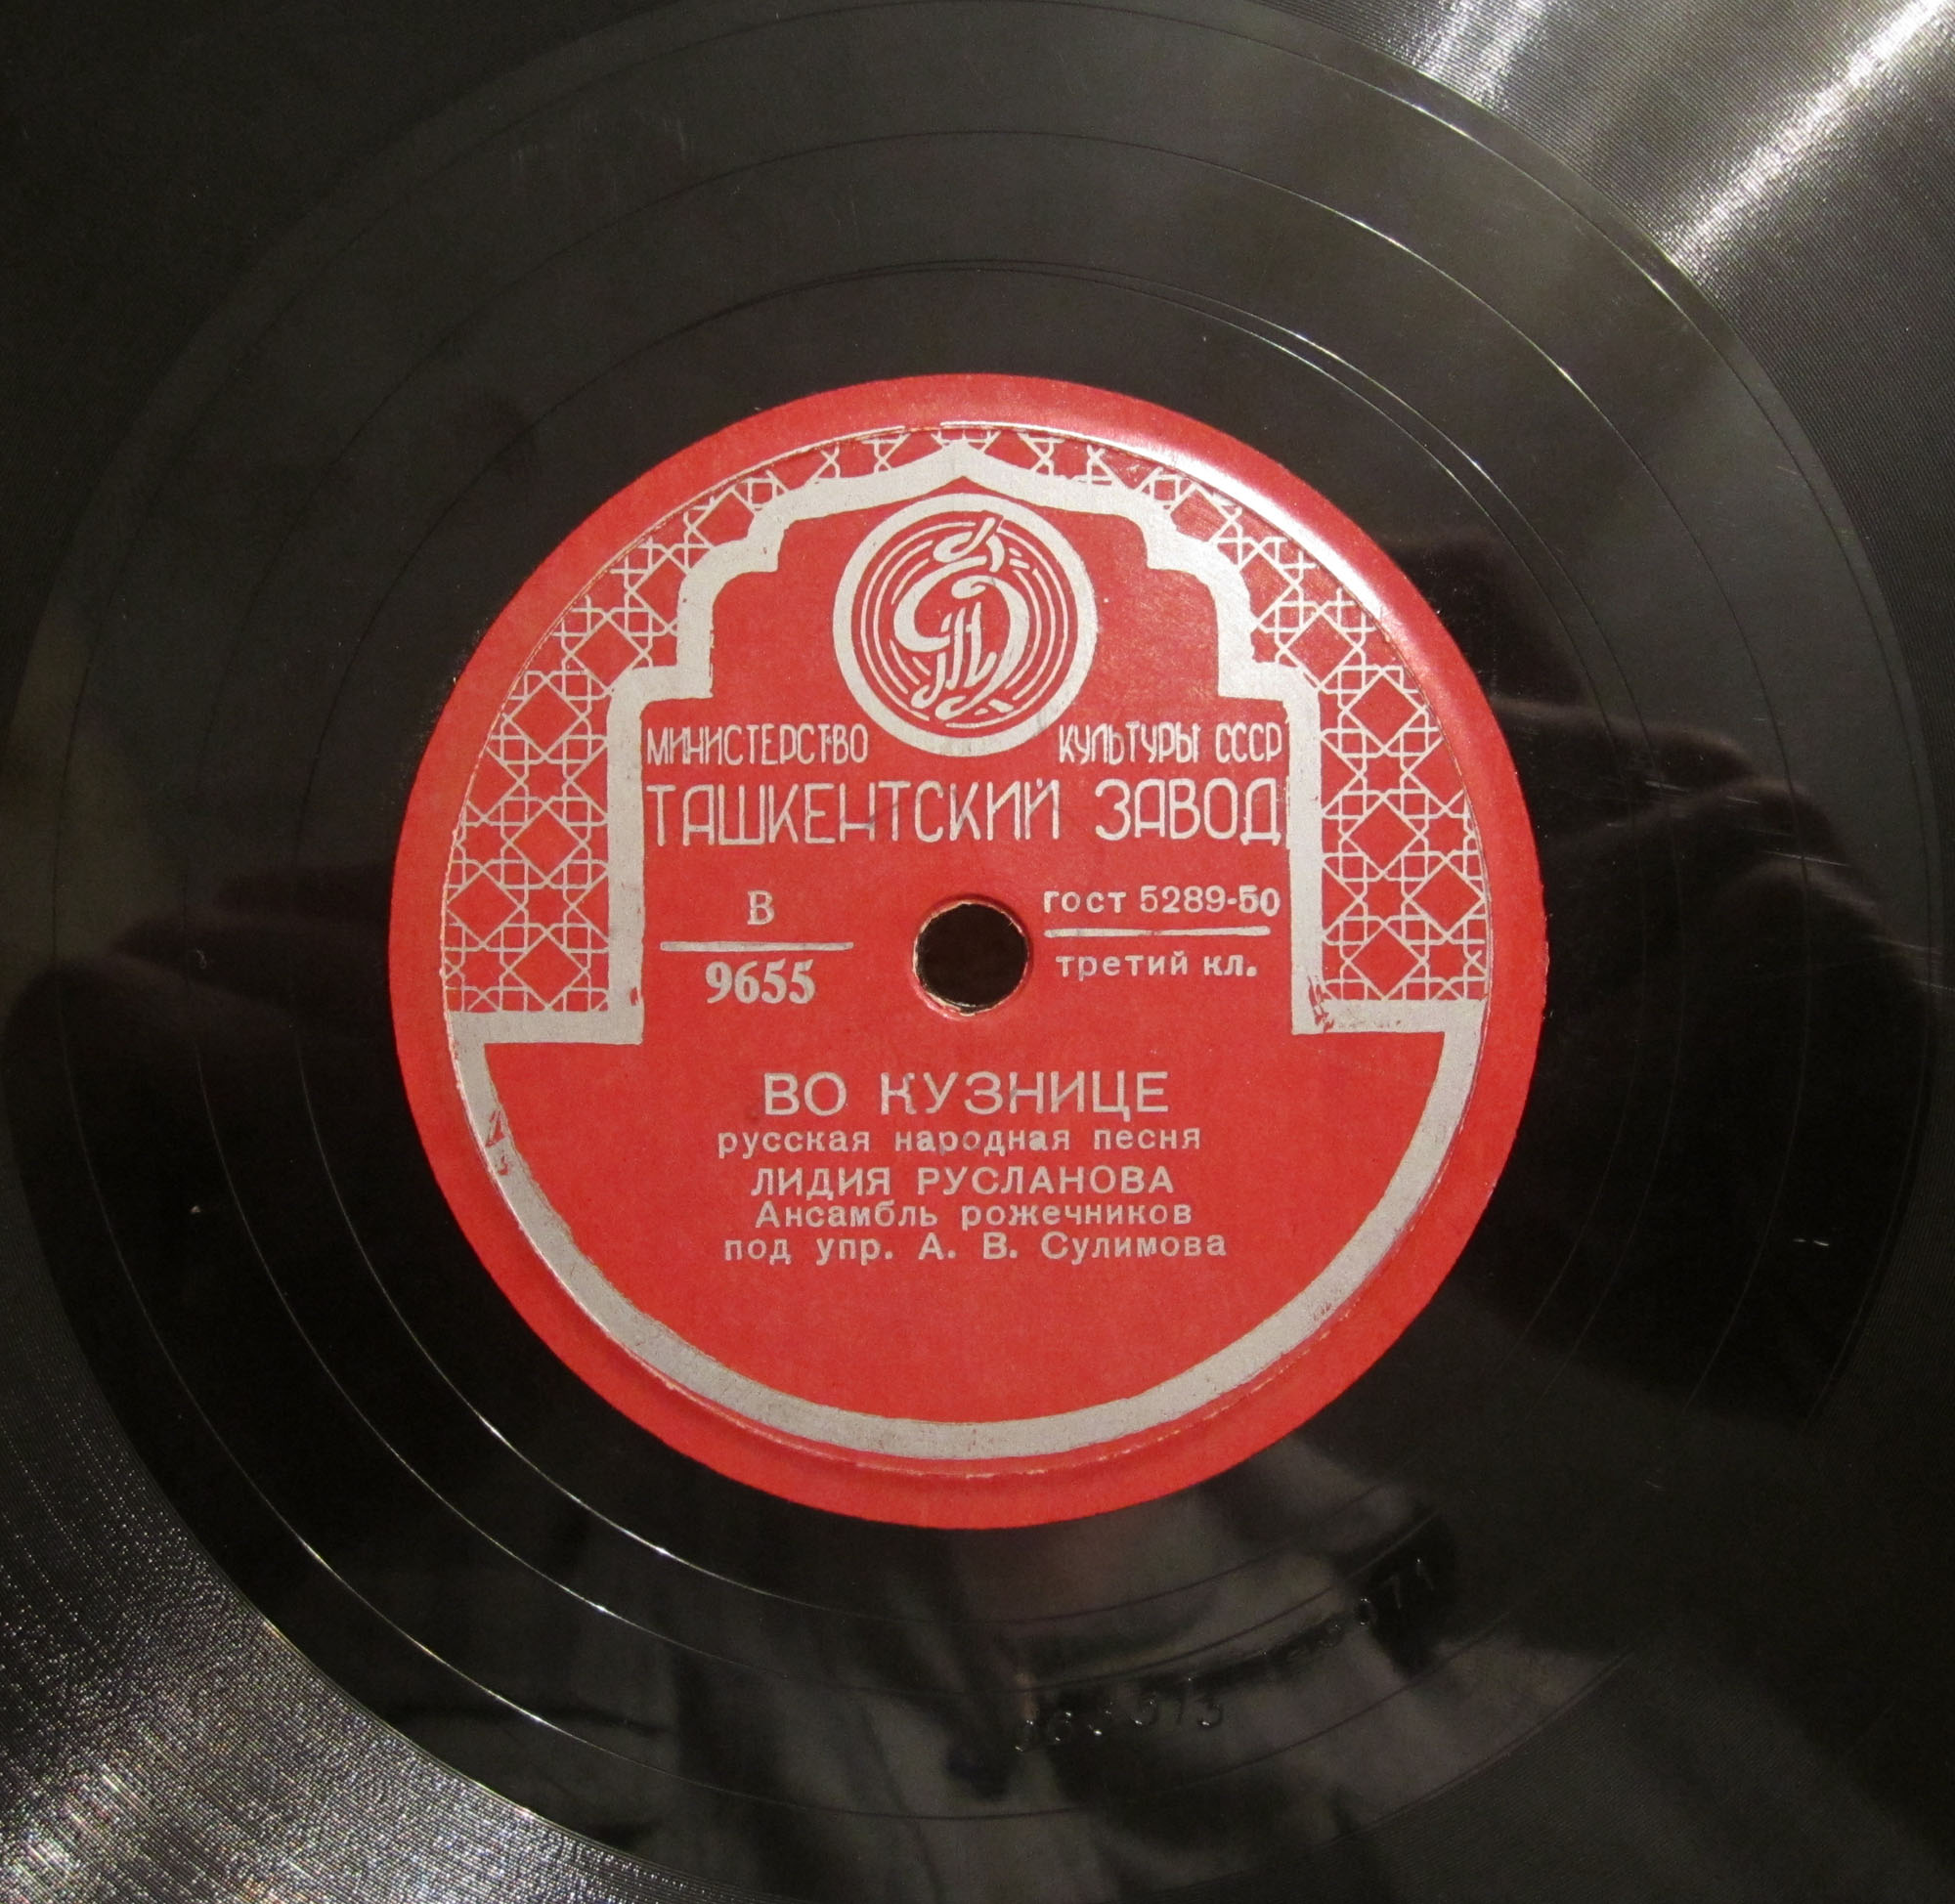 МИНИСТЕРСТВО КУЛЬТУРЫ СССР
ТАШКЕНТСКИЙ ЗАВОД
В
9655
ГОСТ 5289-50
третий кл.
ВО КУЗНИЦЕ
русская народная песня
ЛИДИЯ РУСЛАНОВА
Ансамбль рожечников
под упр. А. В. Сулимова